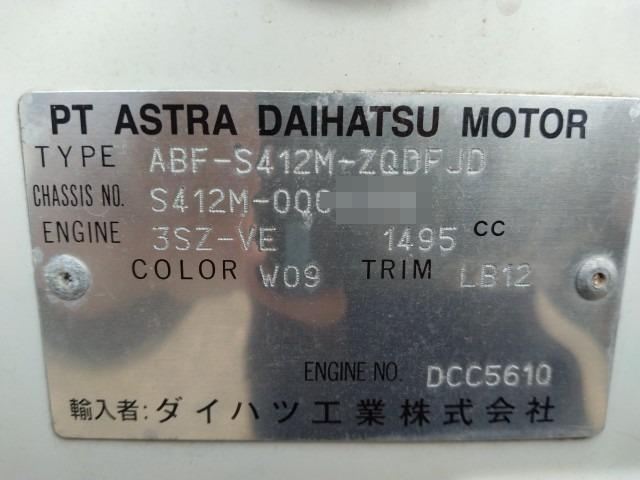 PT ASTRA DAIHATSU MOTOR
TYPE ABF-S412M-ZQDFJD
CHASSIS NO. S412M-000
ENGINE 3SZ-VE 1495 CC
COLOR W09 TRIM LB12
ENGINE NO. DCC5610
輸入者: ダイハツ工業株式会社